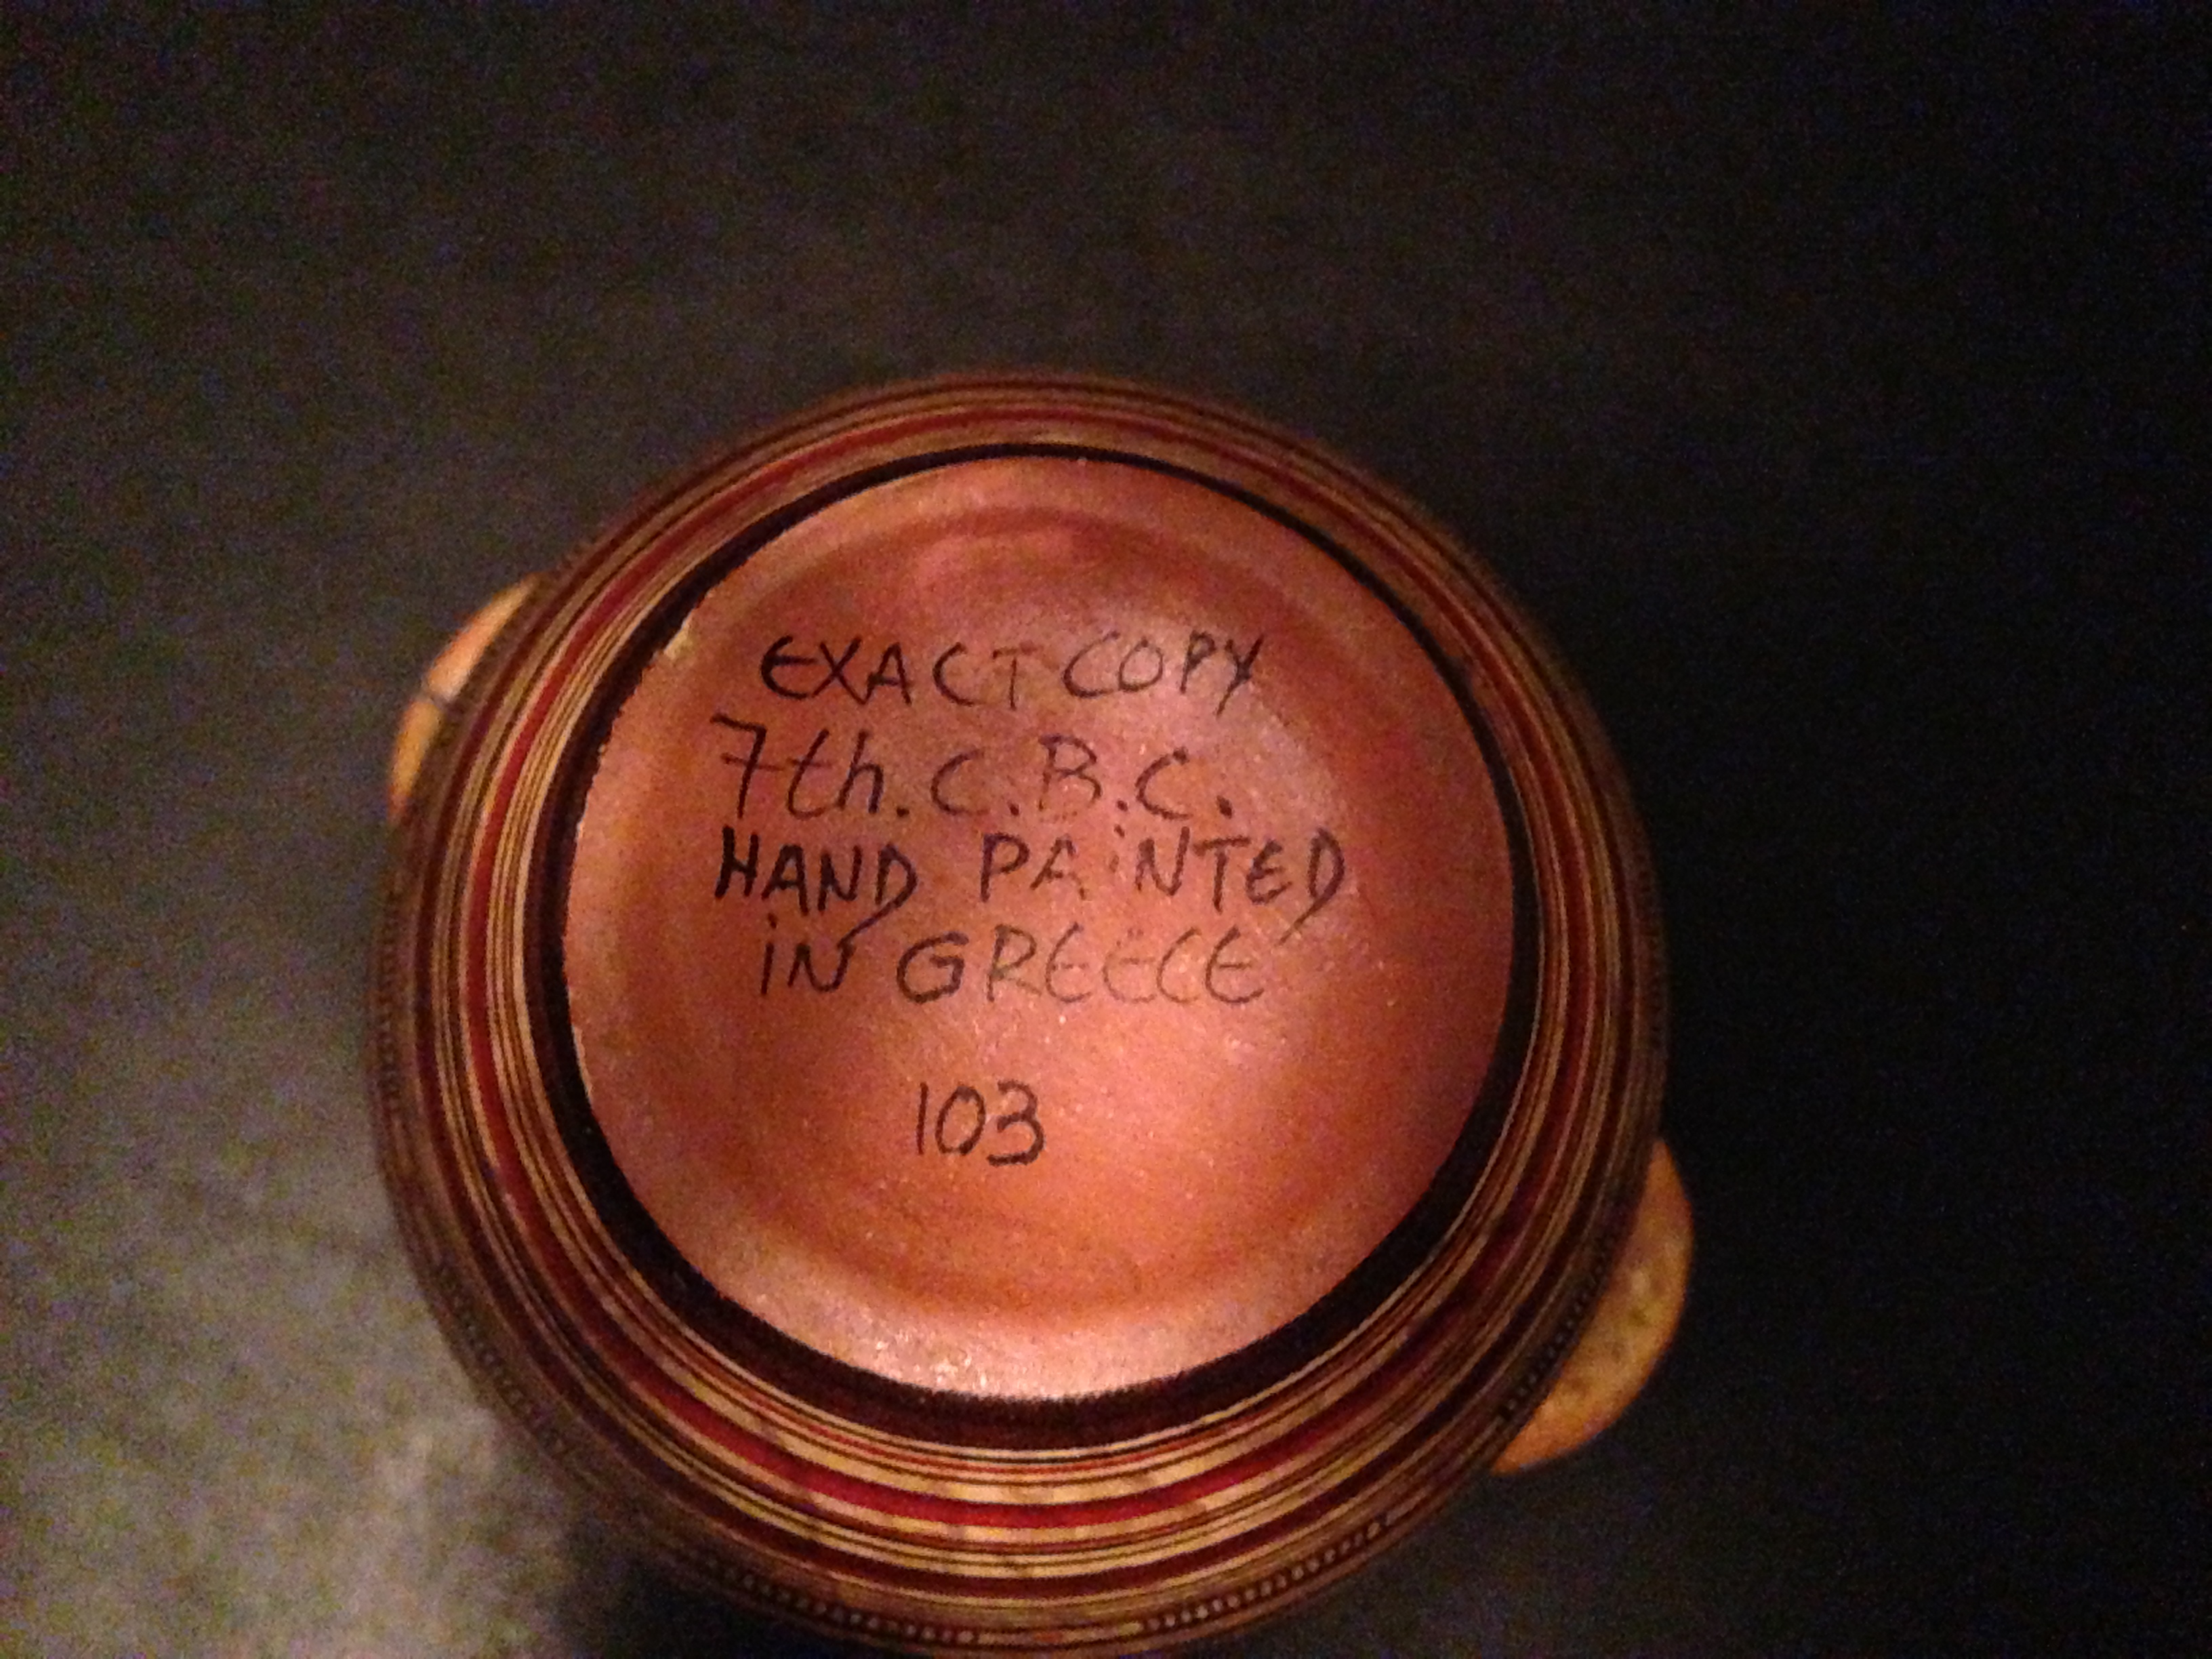 EXACT COPY
7th. C. B.C.
HAND PAiNTED
iN GREECE
103